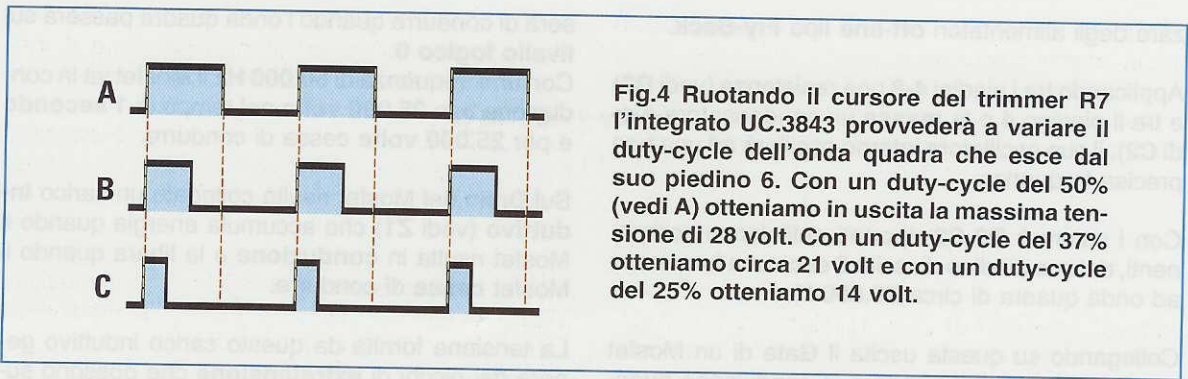 A
B
C
Fig.4 Ruotando il cursore del trimmer R7
l'integrato UC.3843 provvederà a variare il
duty-cycle dell'onda quadra che esce dal
suo piedino 6. Con un duty-cycle del 50%
(vedi A) otteniamo in uscita la massima ten-
sione di 28 volt. Con un duty-cycle del 37%
otteniamo circa 21 volt e con un duty-cycle
del 25% otteniamo 14 volt.